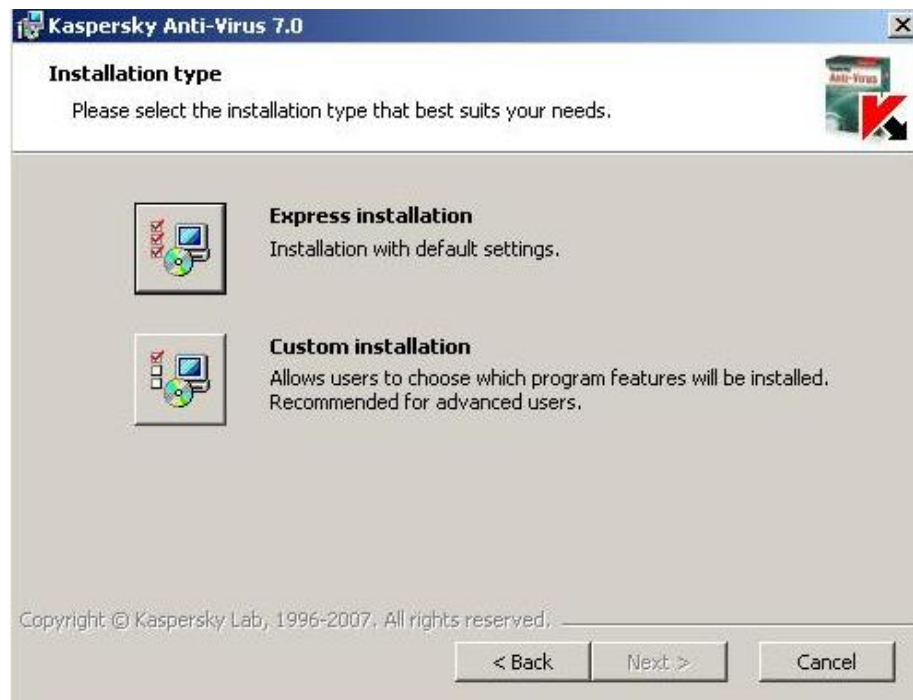 Kaspersky Anti-Virus 7.0
Installation type
Please select the installation type that best suits your needs.
Anti-Virus
Express installation
Installation with default settings.
Custom installation
Allows users to choose which program features will be installed.
Recommended for advanced users.
Copyright © Kaspersky Lab, 1996-2007. All rights reserved.
< Back
Next >
Cancel